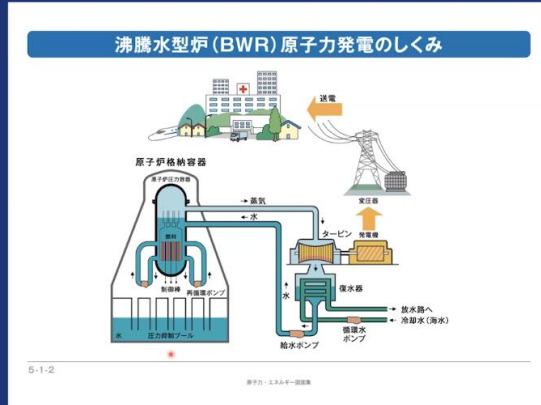 沸騰水型炉(BWR)原子力発電のしくみ
送電
原子炉格納容器
原子炉圧力容器
変圧器
蒸気
水
タービン
発電機
燃料
制御棒
再循環ポンプ
水
復水器
放水路へ
冷却水(海水)
循環水
ポンプ
水
圧力抑制プール
給水ポンプ
5-1-2
原子力・エネルギー図面集